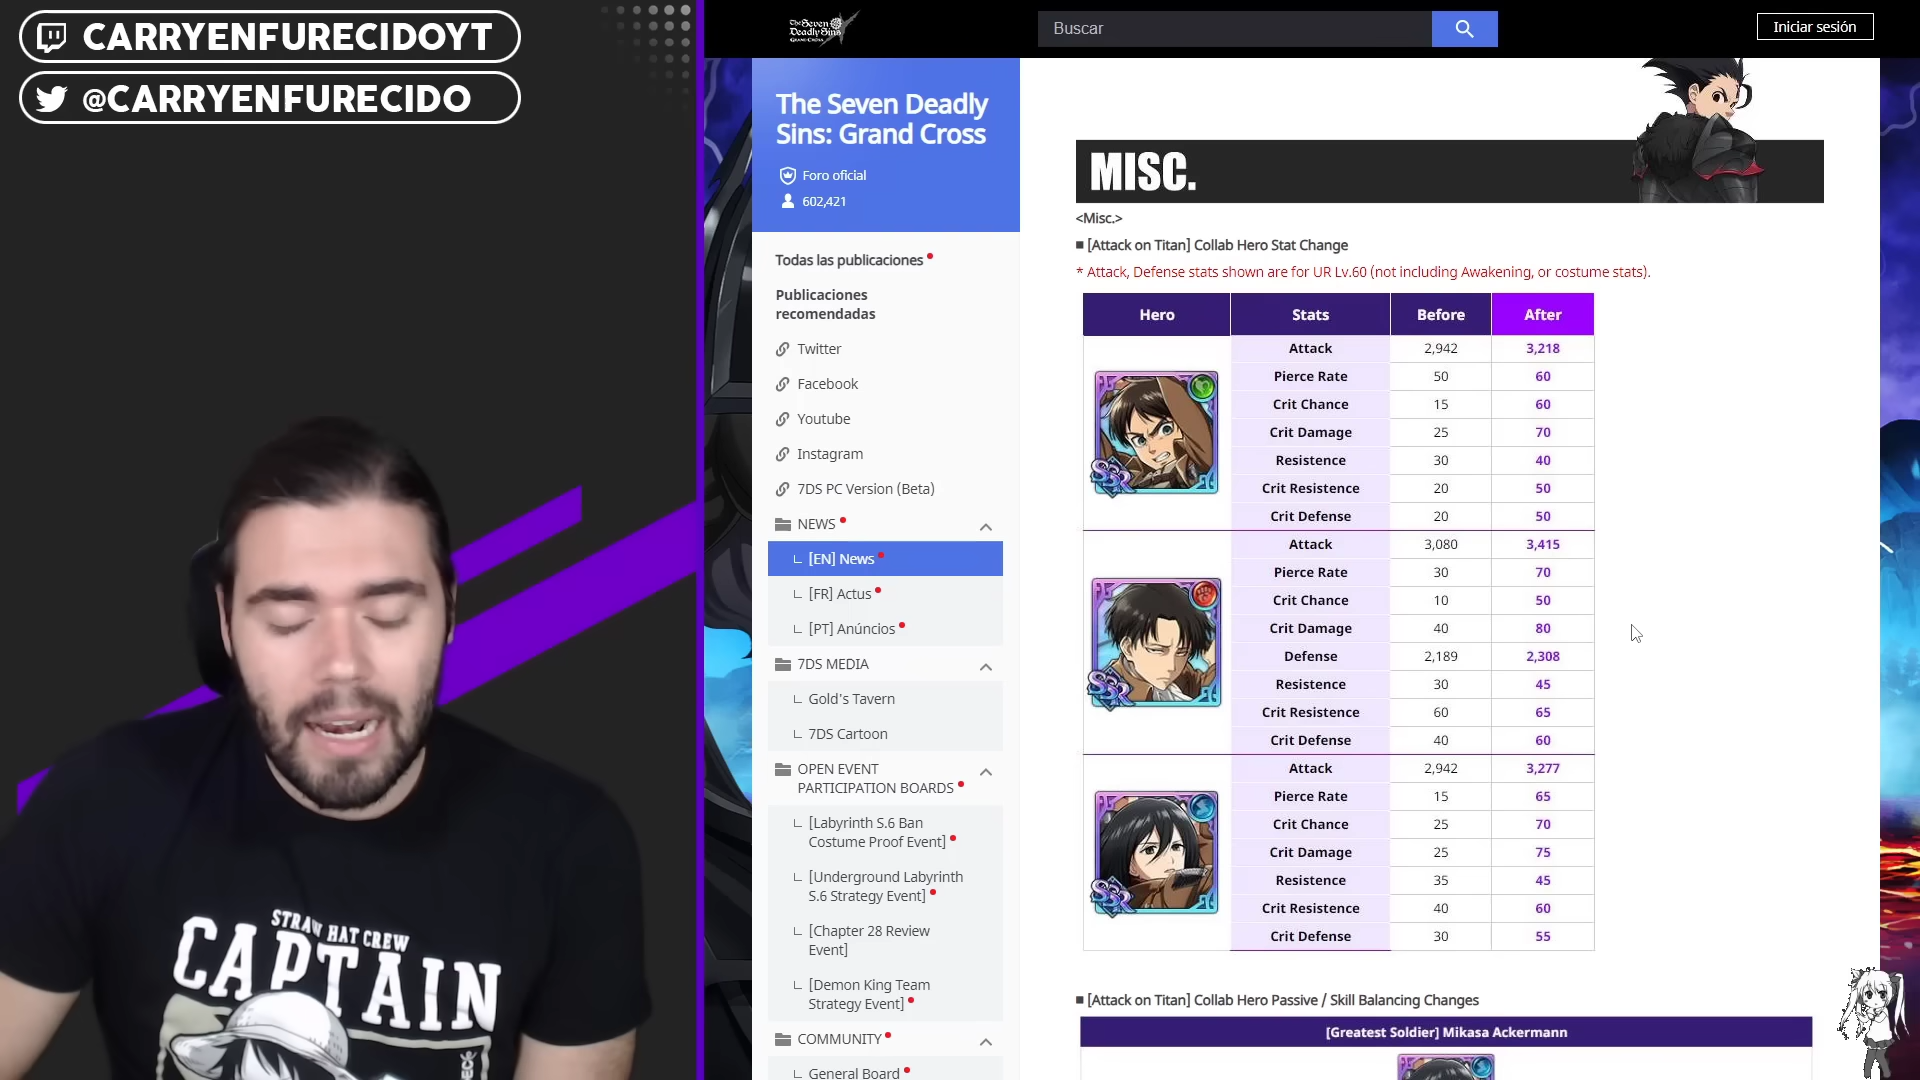 CARRYENFURECIDOYT
@CARRYENFURECIDO
STRAW HAT CREW
CAPTAIN
The Seven
Deadly Sins
GRAND CROSS
Buscar
Iniciar sesión
The Seven Deadly
Sins: Grand Cross
Foro oficial
602,421
Todas las publicaciones
Publicaciones
recomendadas
Twitter
Facebook
Youtube
Instagram
7DS PC Version (Beta)
NEWS
[EN] News
[FR] Actus
[PT] Anúncios
7DS MEDIA
Gold's Tavern
7DS Cartoon
OPEN EVENT
PARTICIPATION BOARDS
[Labyrinth S.6 Ban
Costume Proof Event]
[Underground Labyrinth
S.6 Strategy Event]
[Chapter 28 Review
Event]
[Demon King Team
Strategy Event]
COMMUNITY
General Board
MISC.
<Misc.>
■ [Attack on Titan] Collab Hero Stat Change
* Attack, Defense stats shown are for UR Lv.60 (not including Awakening, or costume stats).
Hero Stats Before After
Attack 2,942 3,218
Pierce Rate 50 60
Crit Chance 15 60
Crit Damage 25 70
Resistence 30 40
Crit Resistence 20 50
Crit Defense 20 50
SSR
Attack 3,080 3,415
Pierce Rate 30 70
Crit Chance 10 50
Crit Damage 40 80
Defense 2,189 2,308
Resistence 30 45
Crit Resistence 60 65
Crit Defense 40 60
SSR
Attack 2,942 3,277
Pierce Rate 15 65
Crit Chance 25 70
Crit Damage 25 75
Resistence 35 45
Crit Resistence 40 60
Crit Defense 30 55
SSR
■ [Attack on Titan] Collab Hero Passive / Skill Balancing Changes
[Greatest Soldier] Mikasa Ackermann